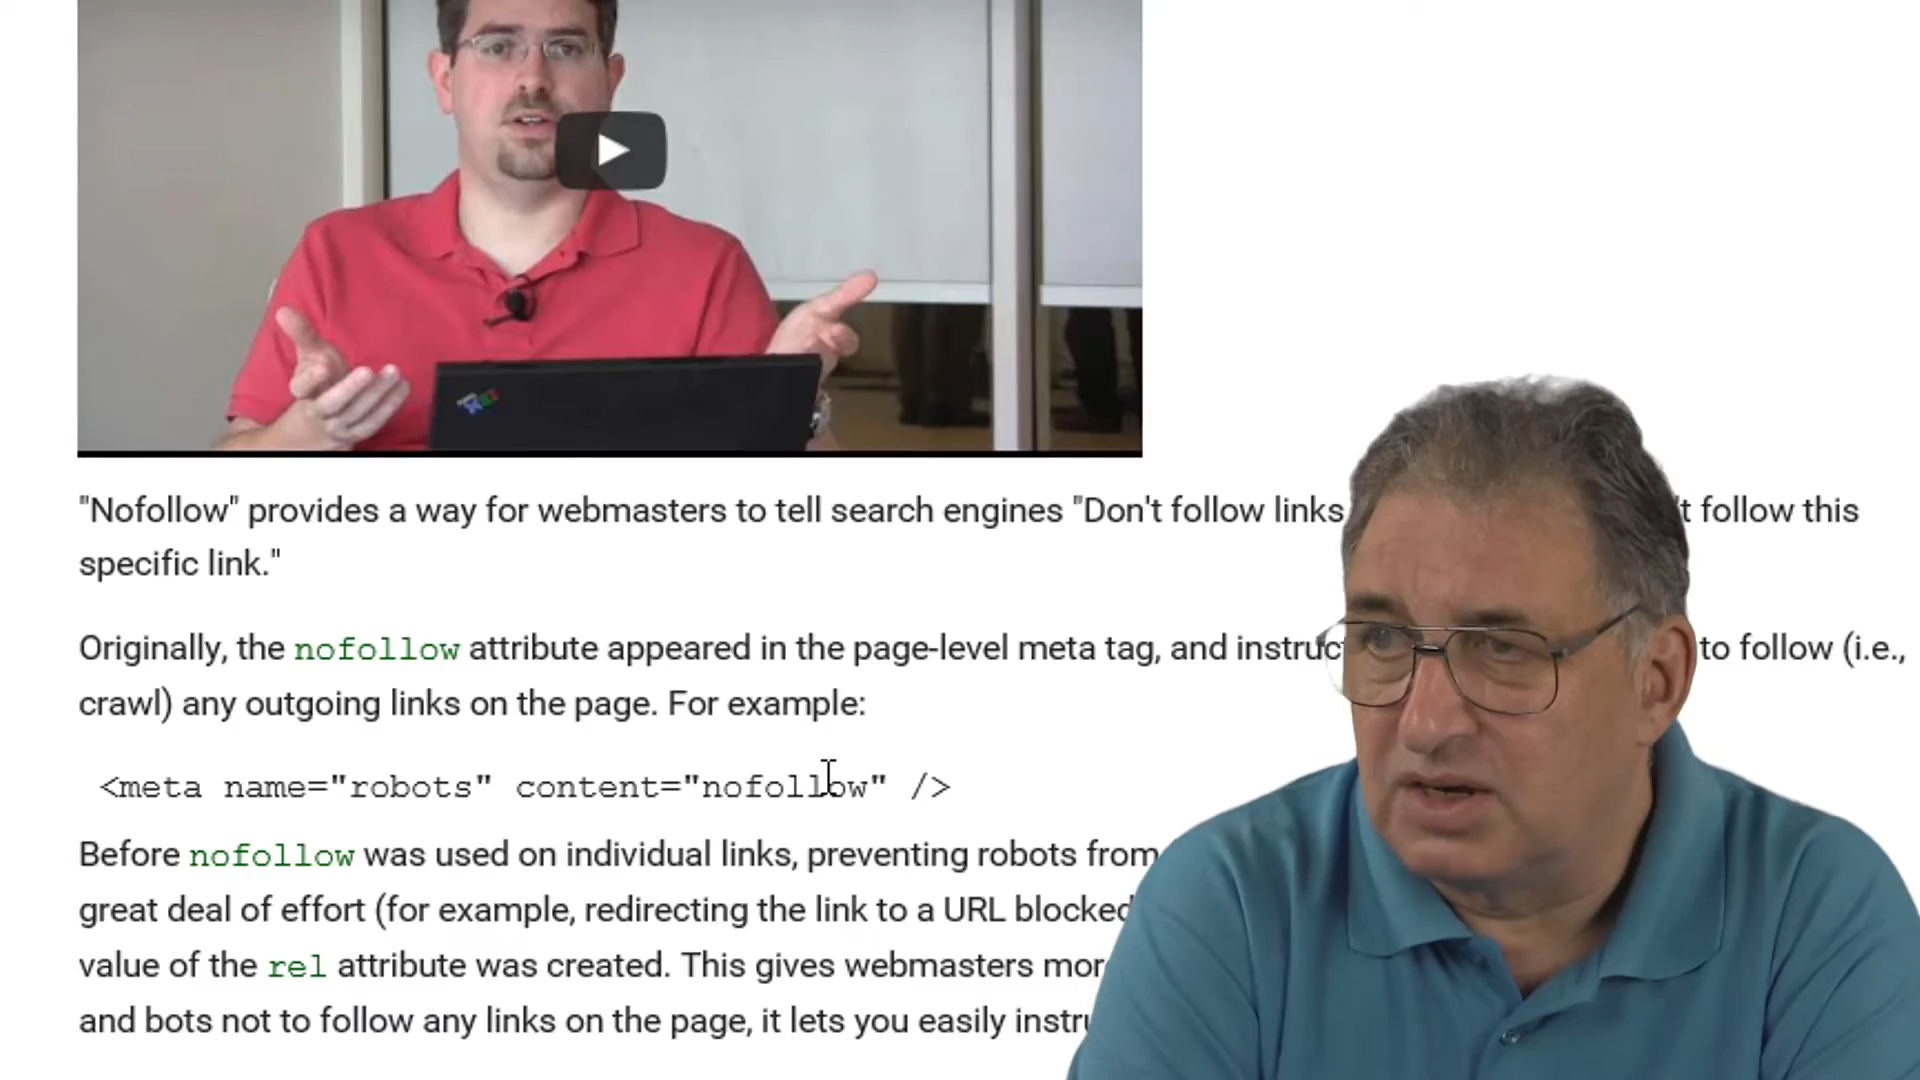 "Nofollow" provides a way for webmasters to tell search engines "Don't follow links follow this
specific link."
Originally, the nofollow attribute appeared in the page-level meta tag, and to follow (i.e.,
crawl) any outgoing links on the page. For example:
<meta name="robots" content="nofollow" />
Before nofollow was used on individual links, preventing robots from
great deal of effort (for example, redirecting the link to a URL blocked
value of the rel attribute was created. This gives webmasters
and bots not to follow any links on the page, it lets you easily